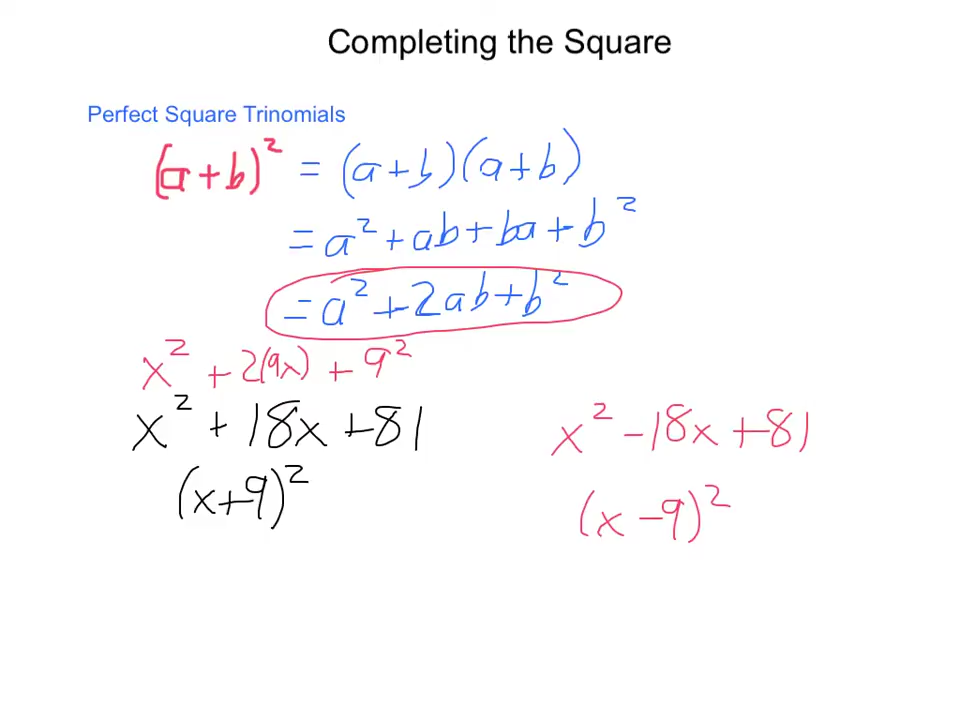 Completing the Square
Perfect Square Trinomials
(a+b)² = (a+b)(a+b)
= a² + ab + ba + b²
= a² + 2ab + b²
x² + 2(9x) + 9²
x² + 18x + 81
(x+9)²
x² - 18x + 81
(x - 9)²